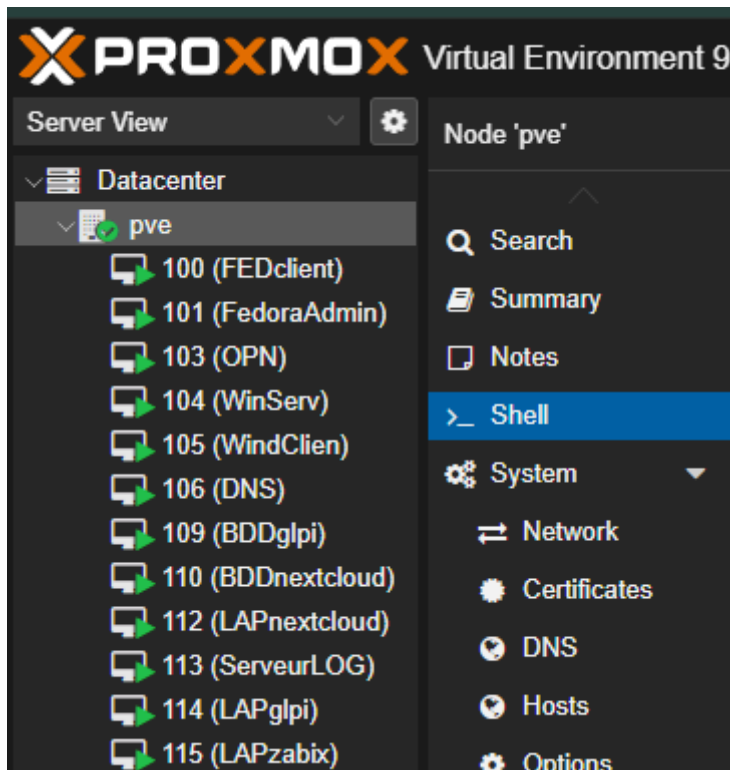 PROXMOX Virtual Environment 9
Server View
Datacenter
pve
100 (FEDclient)
101 (FedoraAdmin)
103 (OPN)
104 (WinServ)
105 (WindClien)
106 (DNS)
109 (BDDglpi)
110 (BDDnextcloud)
112 (LAPnextcloud)
113 (ServeurLOG)
114 (LAPglpi)
115 (LAPzabix)
Node 'pve'
Search
Summary
Notes
>_ Shell
System
Network
Certificates
DNS
Hosts
Options